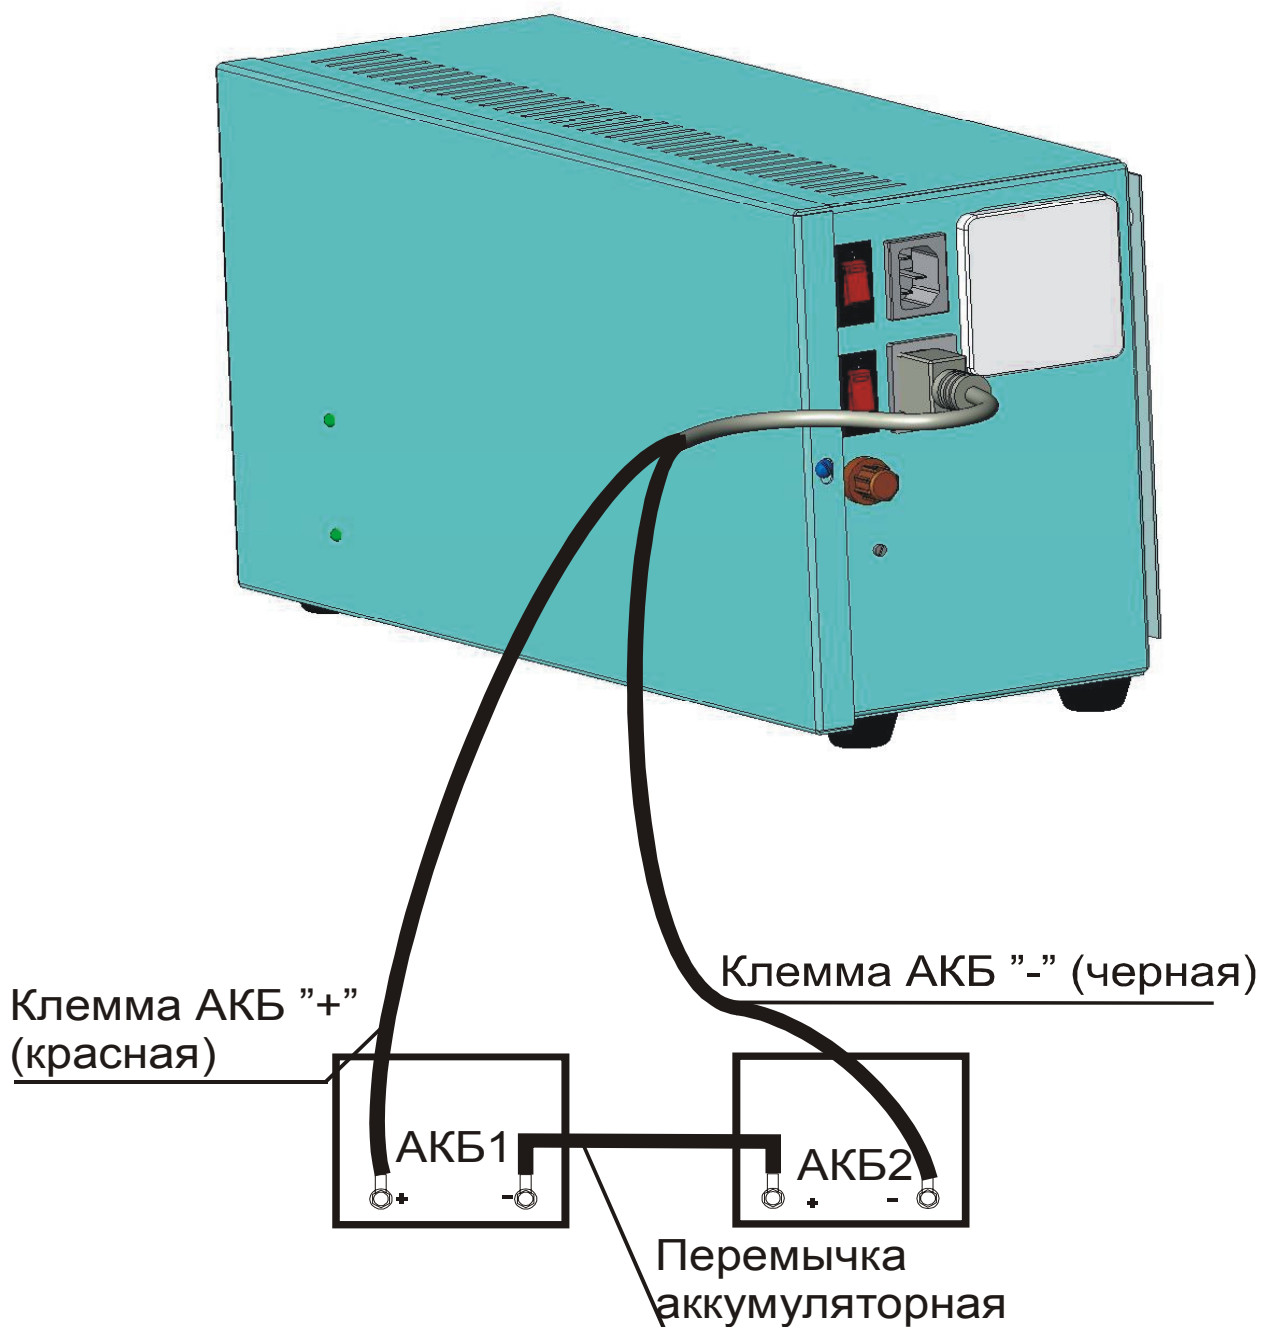 Клемма АКБ ”-” (черная)
Клемма АКБ ”+”
(красная)
АКБ1
АКБ2
+
-
+
-
Перемычка
аккумуляторная